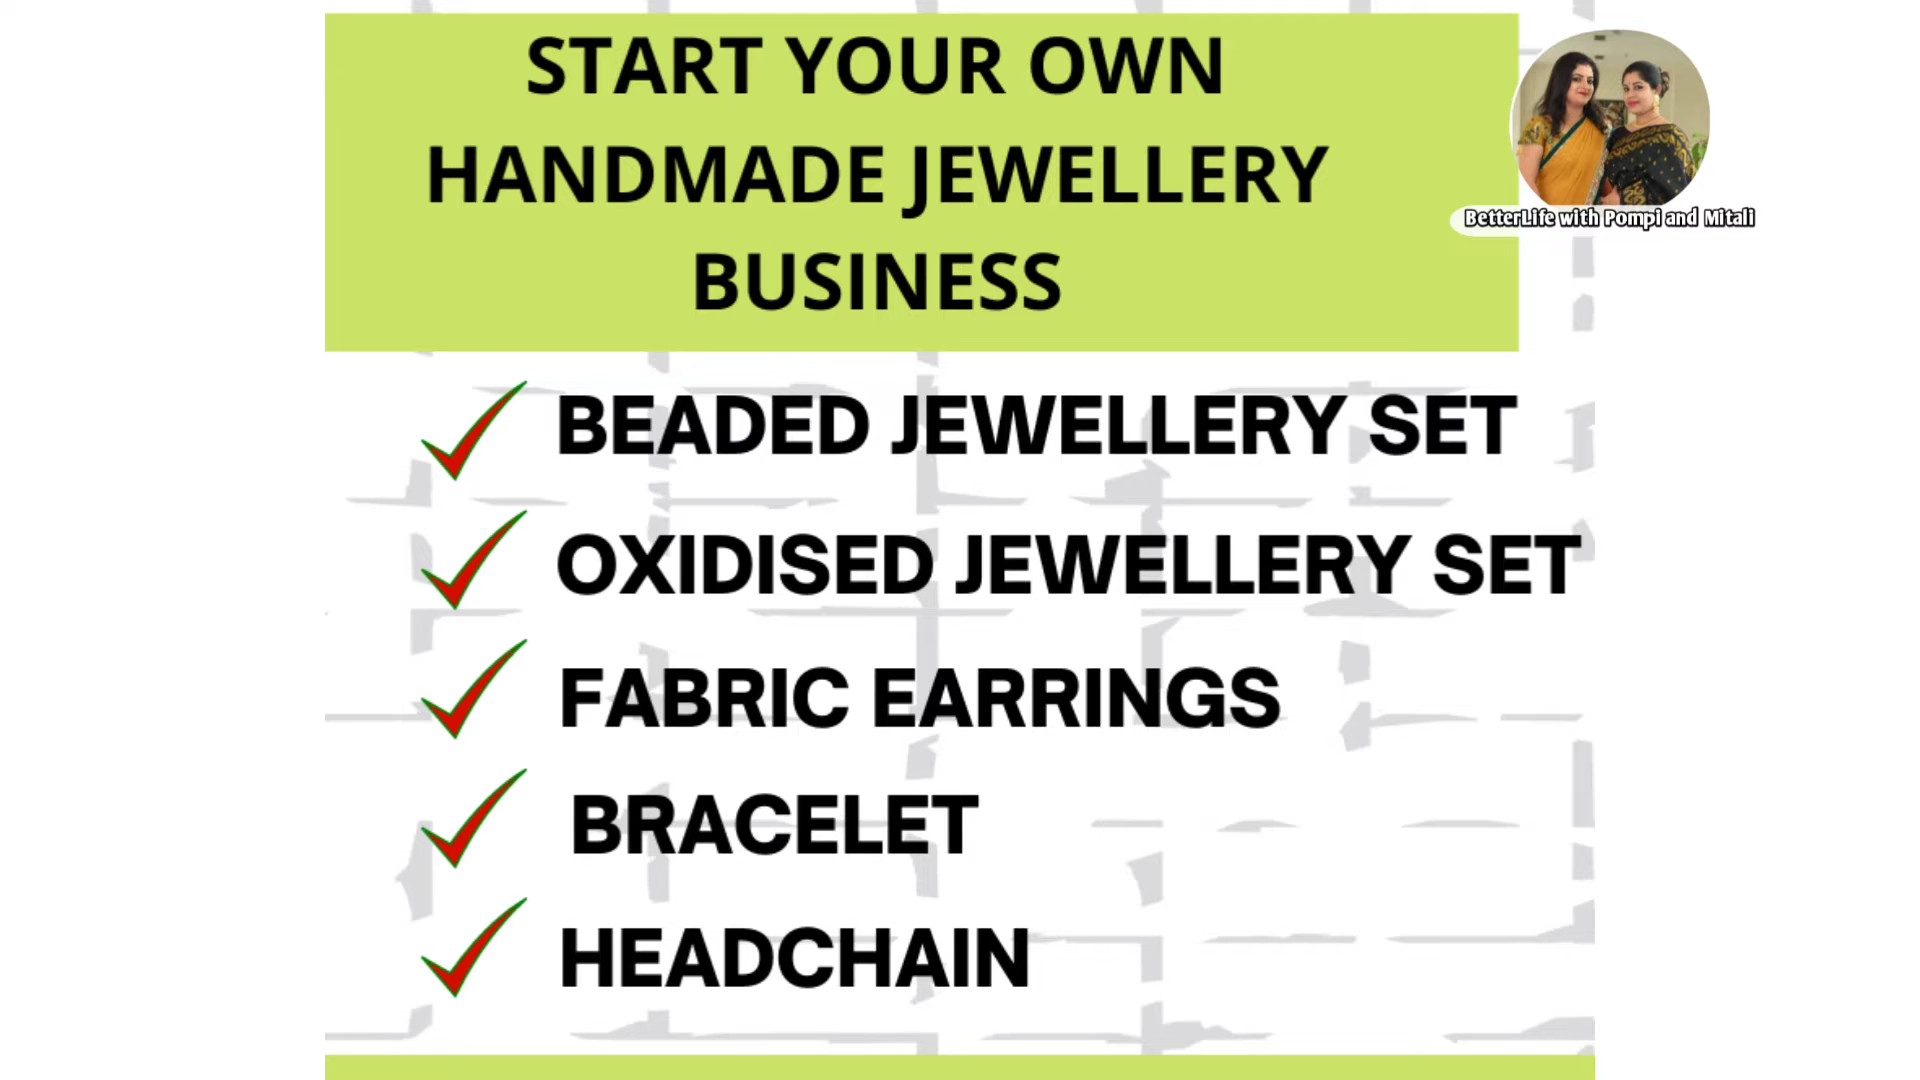 START YOUR OWN
HANDMADE JEWELLERY
BUSINESS
BetterLife with Pompi and Mitali
BEADED JEWELLERY SET
OXIDISED JEWELLERY SET
FABRIC EARRINGS
BRACELET
HEADCHAIN